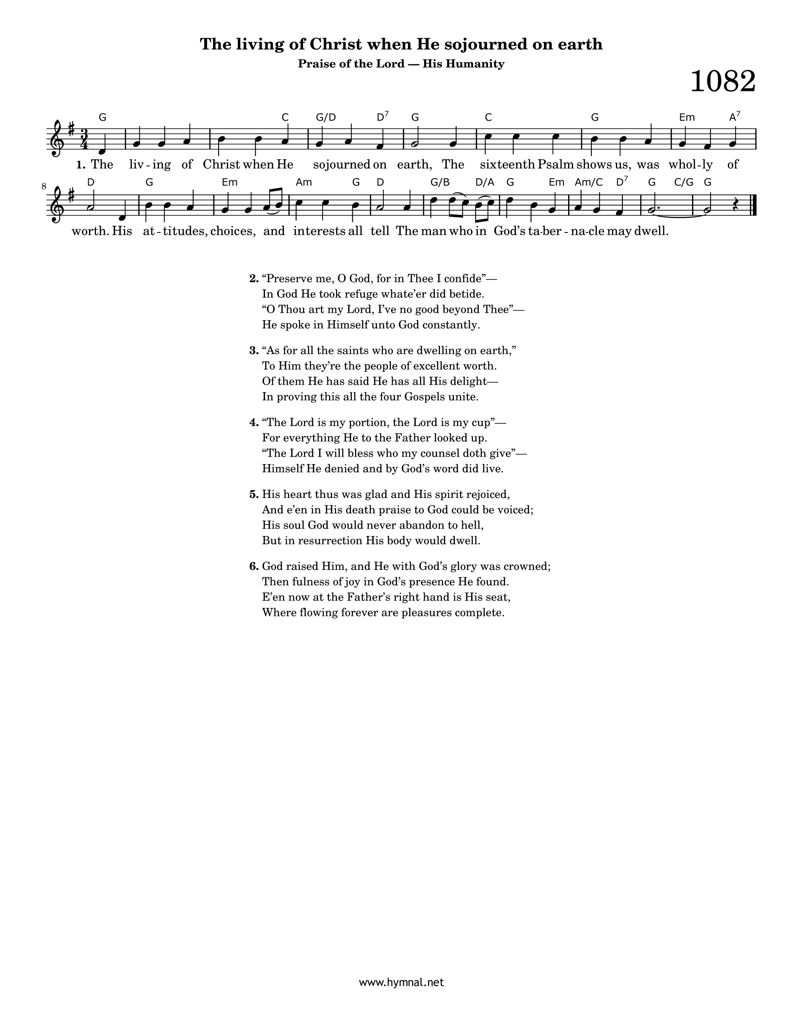 The living of Christ when He sojourned on earth
Praise of the Lord — His Humanity
1082
G C G/D D7 G C G Em A7
3
4
1. The liv - ing of Christ when He sojourned on earth, The sixteenth Psalm shows us, was whol - ly of
8
D G Em Am G D G/B D/A G Em Am/C D7 G C/G G
worth. His at - titudes, choices, and interests all tell The man who in God's ta-ber - na-cle may dwell.
2. “Preserve me, O God, for in Thee I confide”—
In God He took refuge whate'er did betide.
“O Thou art my Lord, I've no good beyond Thee”—
He spoke in Himself unto God constantly.
3. “As for all the saints who are dwelling on earth,”
To Him they're the people of excellent worth.
Of them He has said He has all His delight—
In proving this all the four Gospels unite.
4. “The Lord is my portion, the Lord is my cup”—
For everything He to the Father looked up.
“The Lord I will bless who my counsel doth give”—
Himself He denied and by God's word did live.
5. His heart thus was glad and His spirit rejoiced,
And e'en in His death praise to God could be voiced;
His soul God would never abandon to hell,
But in resurrection His body would dwell.
6. God raised Him, and He with God's glory was crowned;
Then fulness of joy in God's presence He found.
E'en now at the Father's right hand is His seat,
Where flowing forever are pleasures complete.
www.hymnal.net